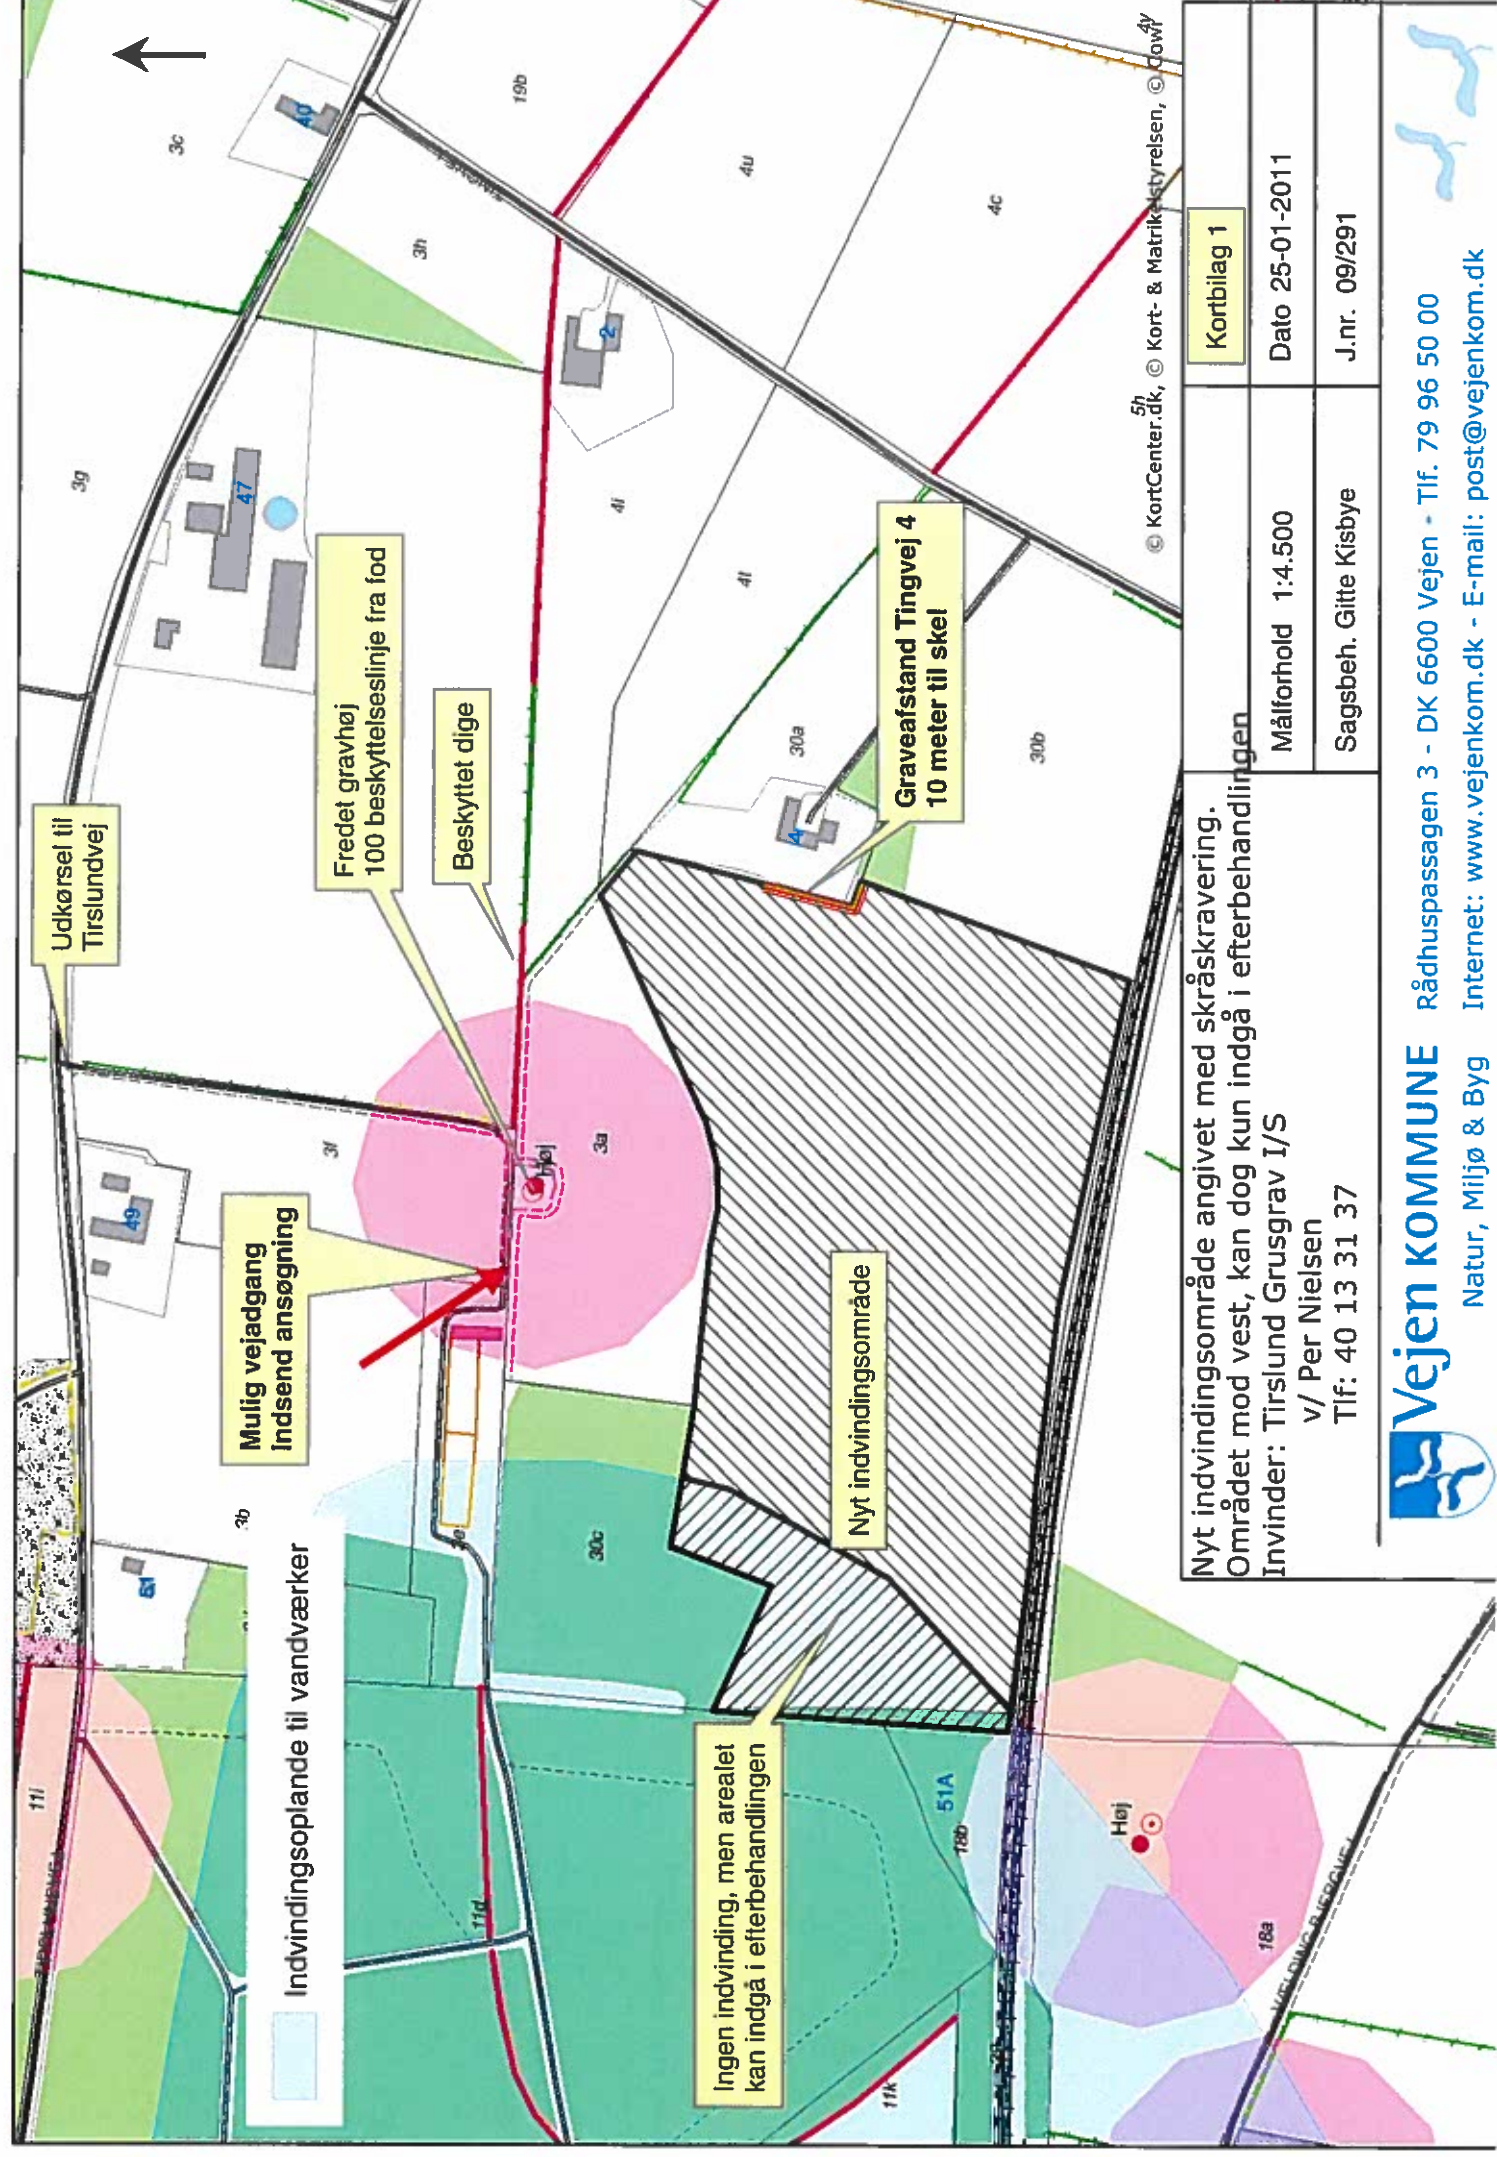 Udkørsel til
Tirslundvej
Fredet gravhøj
100 beskyttelseslinje fra fod
Beskyttet dige
Mulig vejadgang
Indsend ansøgning
Graveafstand Tingvej 4
10 meter til skel
Nyt indvindingsområde
Ingen indvinding, men arealet
kan indgå i efterbehandlingen
Indvindingsoplande til vandværker
11i
3b
3f
3g
3c
3h
19b
4u
4c
4i
4l
30a
30b
30c
3a
11d
11k
18b
18a
51A
5h
4y
51
49
47
40
2
4
Høj
Høj
VÆLDING BJERGVEJ
© KortCenter.dk, © Kort- & Matrikelstyrelsen, © Cowi
Nyt indvindingsområde angivet med skråskravering.
Området mod vest, kan dog kun indgå i efterbehandlingen
Invinder: Tirslund Grusgrav I/S
v/ Per Nielsen
Tlf: 40 13 31 37
Kortbilag 1
Målforhold 1:4.500
Dato 25-01-2011
Sagsbeh. Gitte Kisbye
J.nr. 09/291
Vejen KOMMUNE
Rådhuspassagen 3 - DK 6600 Vejen - Tlf. 79 96 50 00
Natur, Miljø & Byg
Internet: www.vejenkom.dk - E-mail: post@vejenkom.dk